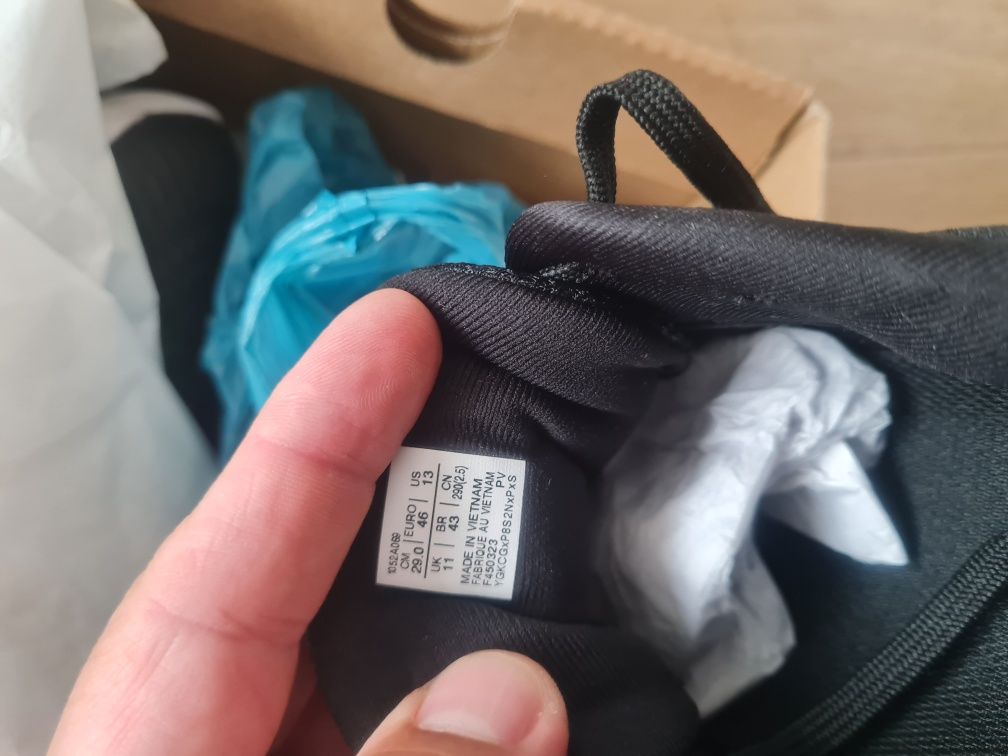 1052A069
CM | EURO | US
29.0 | 46 | 13
UK | BR | CN
11 | 43 | 290(2.5)
MADE IN VIETNAM
FABRIQUE AU VIETNAM
F450323 PV
YGKCGxP8S2NxPxS